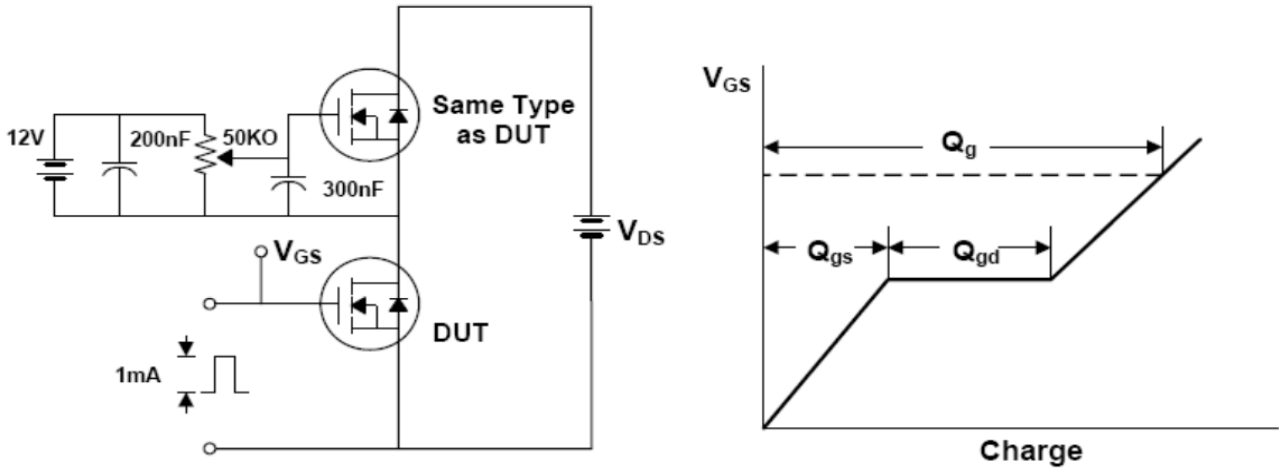 12V
200nF
50KO
300nF
Same Type
as DUT
VDS
VGS
DUT
1mA
VGS
Qg
Qgs
Qgd
Charge